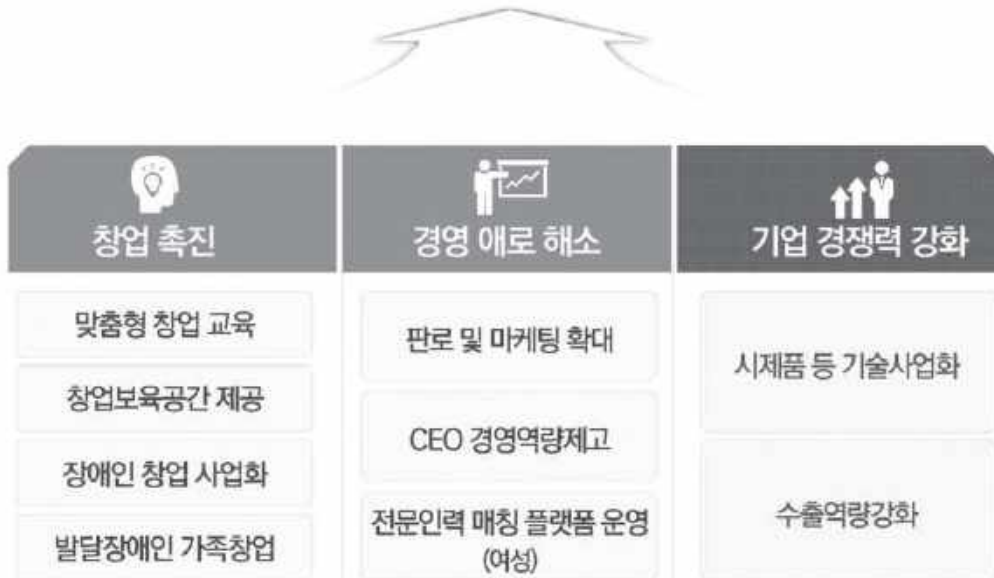 창업 촉진
맞춤형 창업 교육
창업보육공간 제공
장애인 창업 사업화
발달장애인 가족창업
경영 애로 해소
판로 및 마케팅 확대
CEO 경영역량제고
전문인력 매칭 플랫폼 운영
(여성)
기업 경쟁력 강화
시제품 등 기술사업화
수출역량강화